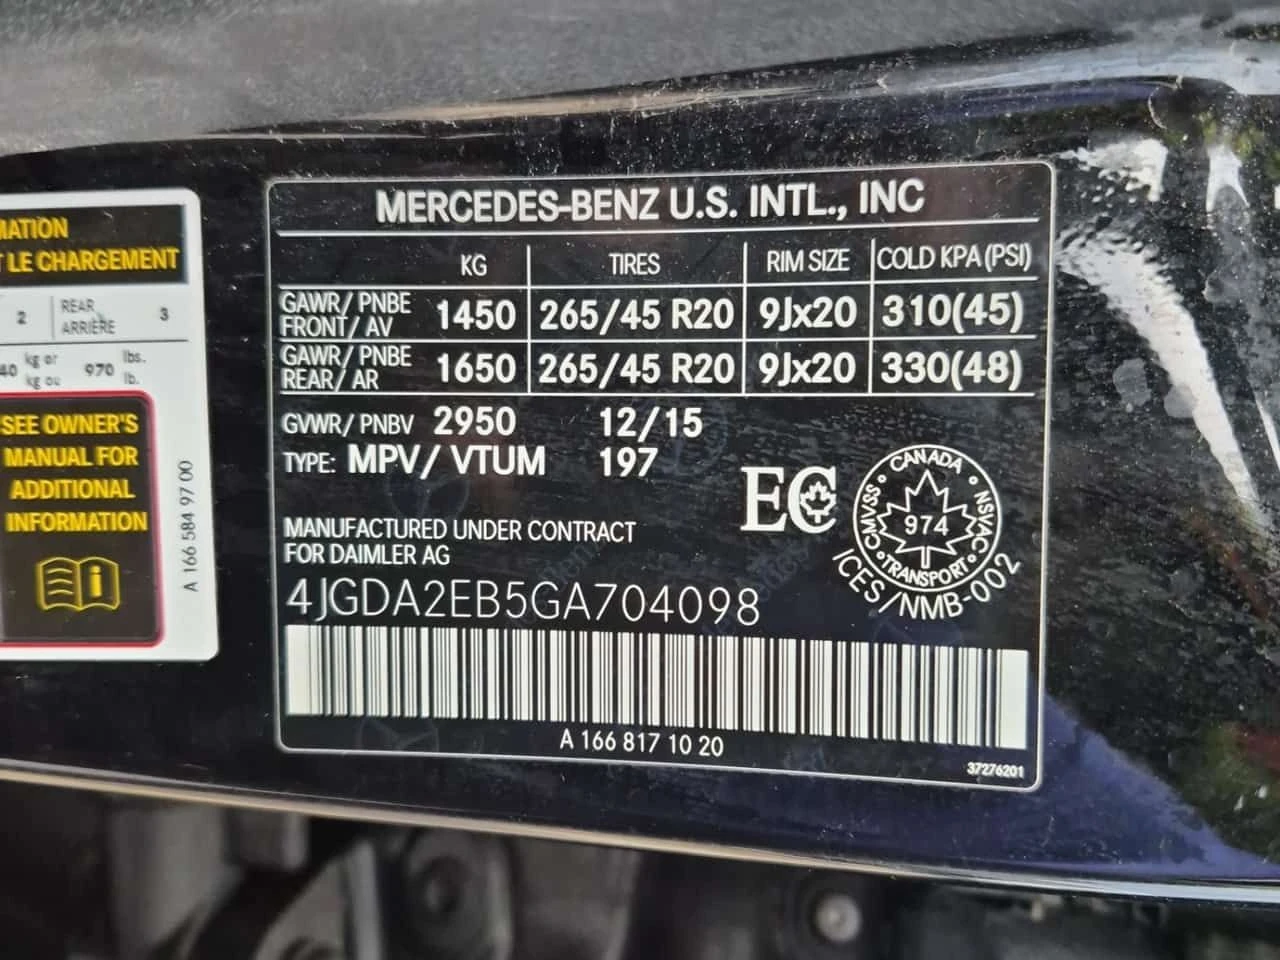 MATION
T LE CHARGEMENT
2 REAR ARRIÈRE 3
40 kg or kg ou 970 lbs. lb.
SEE OWNER'S
MANUAL FOR
ADDITIONAL
INFORMATION
A 166 584 97 00
MERCEDES-BENZ U.S. INTL., INC
KG TIRES RIM SIZE COLD KPA (PSI)
GAWR/ PNBE FRONT/ AV 1450 265/45 R20 9Jx20 310(45)
GAWR/ PNBE REAR/ AR 1650 265/45 R20 9Jx20 330(48)
GVWR/ PNBV 2950 12/15
TYPE: MPV/ VTUM 197
EC
CANADA
CMVSS 974 NSVAC
TRANSPORT
ICES/NMB-002
MANUFACTURED UNDER CONTRACT
FOR DAIMLER AG
4JGDA2EB5GA704098
A 166 817 10 20
37276201